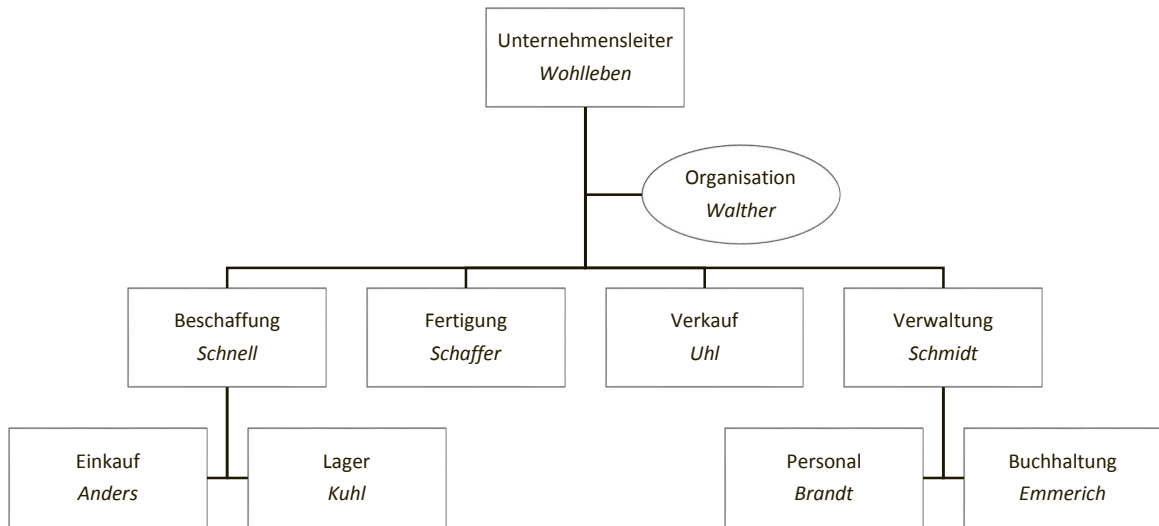 Unternehmensleiter
Wohlleben
Organisation
Walther
Beschaffung
Schnell
Fertigung
Schaffer
Verkauf
Uhl
Verwaltung
Schmidt
Einkauf
Anders
Lager
Kuhl
Personal
Brandt
Buchhaltung
Emmerich